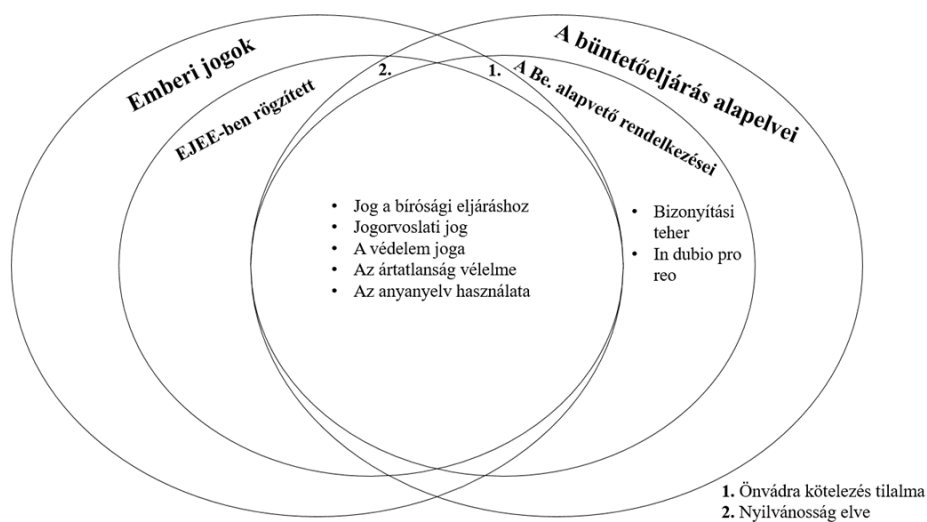 Emberi jogok
EJEE-ben rögzített
2.
1.
A Be. alapvető rendelkezései
A büntetőeljárás alapelvei
• Jog a bírósági eljáráshoz
• Jogorvoslati jog
• A védelem joga
• Az ártatlanság vélelme
• Az anyanyelv használata
• Bizonyítási
teher
• In dubio pro
reo
1. Önvádra kötelezés tilalma
2. Nyilvánosság elve